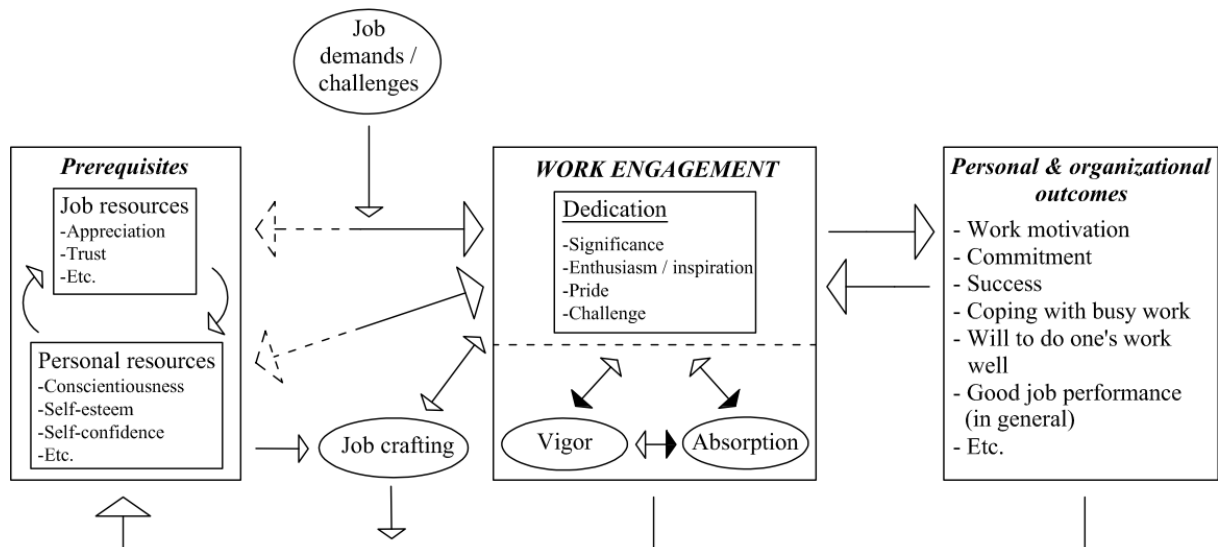 Job
demands /
challenges
Prerequisites
Job resources
-Appreciation
-Trust
-Etc.
Personal resources
-Conscientiousness
-Self-esteem
-Self-confidence
-Etc.
Job crafting
WORK ENGAGEMENT
Dedication
-Significance
-Enthusiasm / inspiration
-Pride
-Challenge
Vigor
Absorption
Personal & organizational
outcomes
- Work motivation
- Commitment
- Success
- Coping with busy work
- Will to do one's work
well
- Good job performance
(in general)
- Etc.